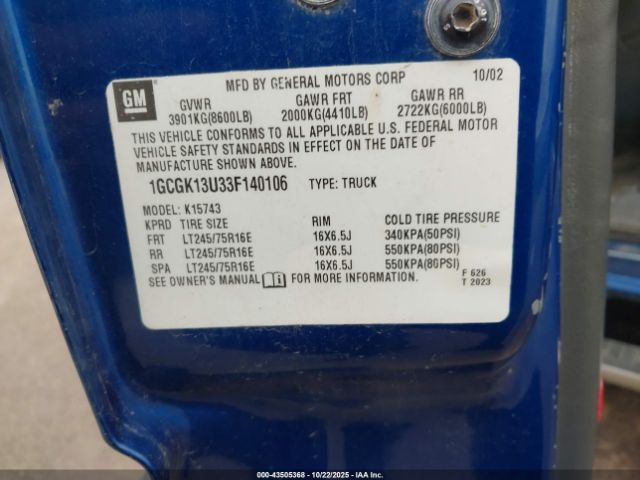 GM
MFD BY GENERAL MOTORS CORP 10/02
GVWR GAWR FRT GAWR RR
3901KG(8600LB) 2000KG(4410LB) 2722KG(6000LB)
THIS VEHICLE CONFORMS TO ALL APPLICABLE U.S. FEDERAL MOTOR
VEHICLE SAFETY STANDARDS IN EFFECT ON THE DATE OF
MANUFACTURE SHOWN ABOVE.
1GCGK13U33F140106 TYPE: TRUCK
MODEL: K15743
KPRD TIRE SIZE RIM COLD TIRE PRESSURE
FRT LT245/75R16E 16X6.5J 340KPA(50PSI)
RR LT245/75R16E 16X6.5J 550KPA(80PSI)
SPA LT245/75R16E 16X6.5J 550KPA(80PSI)
SEE OWNER'S MANUAL FOR MORE INFORMATION.
F 626
T 2023
000-43505368 - 10/22/2025 - IAAI.COM